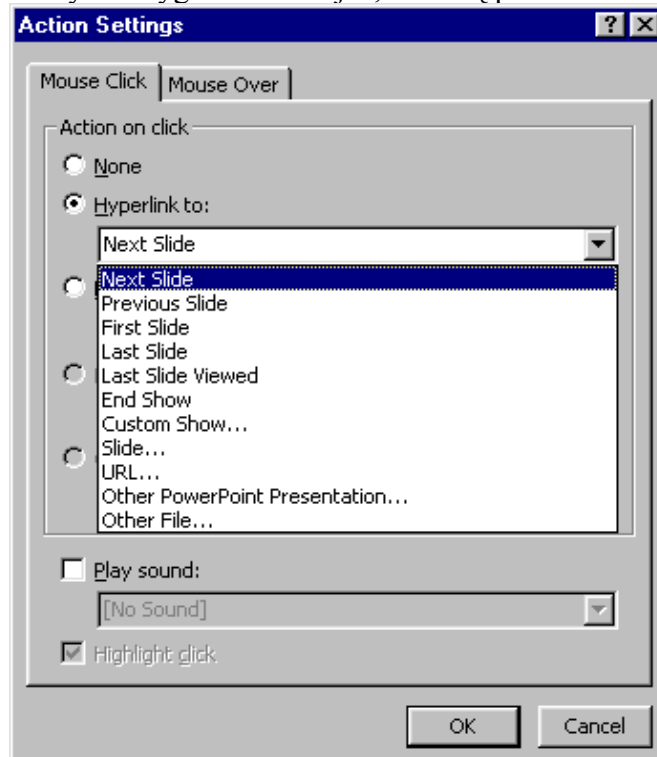 Action Settings
Mouse Click
Mouse Over
Action on click
None
Hyperlink to:
Next Slide
Next Slide
Previous Slide
First Slide
Last Slide
Last Slide Viewed
End Show
Custom Show...
Slide...
URL...
Other PowerPoint Presentation...
Other File...
Play sound:
[No Sound]
Highlight click
OK
Cancel